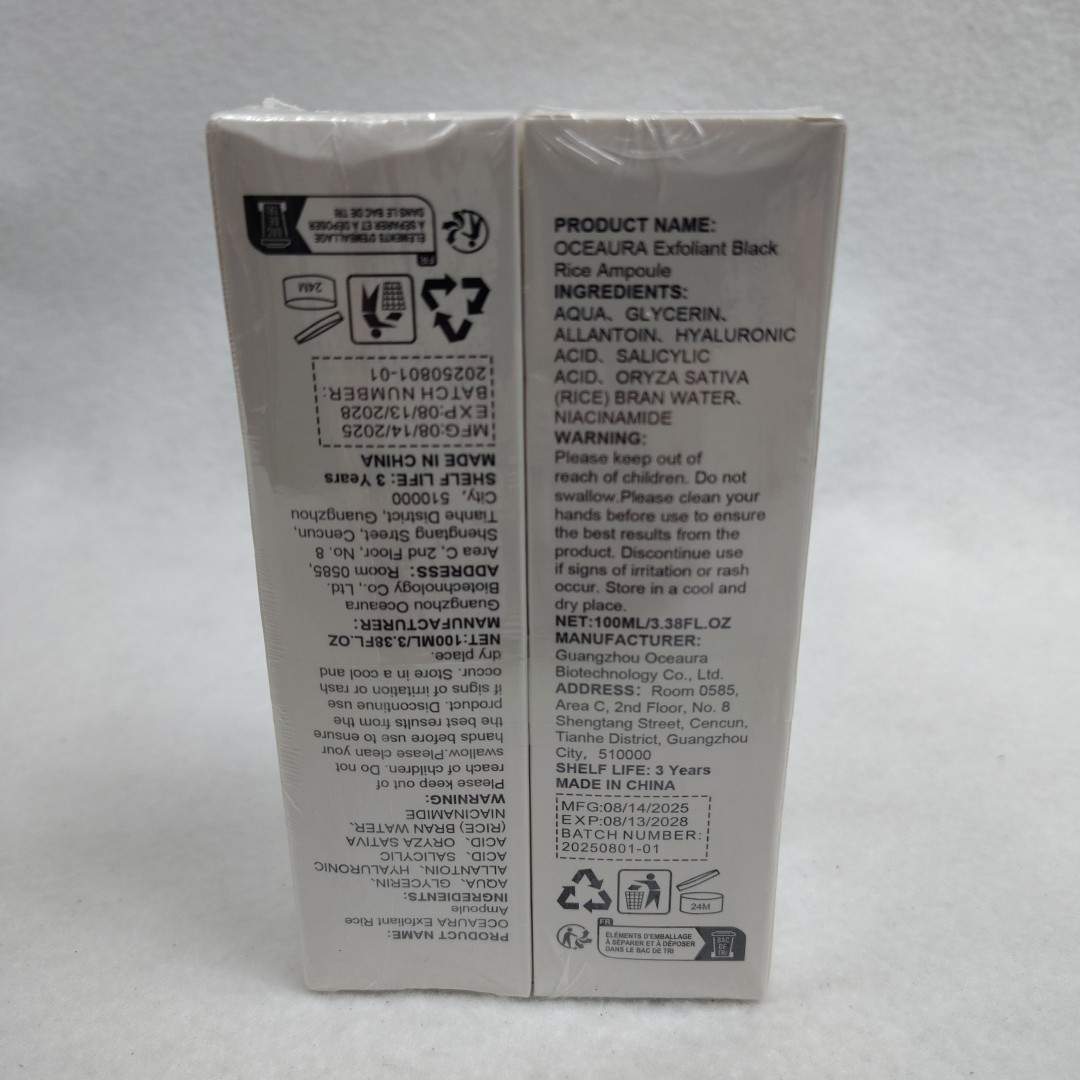 PRODUCT NAME:
OCEAURA Exfoliant Rice
Ampoule
INGREDIENTS:
AQUA、GLYCERIN、
ALLANTOIN、HYALURONIC
ACID、SALICYLIC
ACID、ORYZA SATIVA
(RICE) BRAN WATER、
NIACINAMIDE
WARNING:
Please keep out of
reach of children. Do not
swallow.Please clean your
hands before use to ensure
the best results from the
product. Discontinue use
if signs of irritation or rash
occur. Store in a cool and
dry place.
NET:100ML/3.38FL.OZ
MANUFACTURER:
Guangzhou Oceaura
Biotechnology Co., Ltd.
ADDRESS: Room 0585,
Area C, 2nd Floor, No. 8
Shengtang Street, Cencun,
Tianhe District, Guangzhou
City, 510000
SHELF LIFE: 3 Years
MADE IN CHINA
MFG:08/14/2025
EXP:08/13/2028
BATCH NUMBER:
20250801-01
24M
FR
ÉLÉMENTS D'EMBALLAGE
À SÉPARER ET À DÉPOSER
DANS LE BAC DE TRI
BAC
DE
TRI
PRODUCT NAME:
OCEAURA Exfoliant Black
Rice Ampoule
INGREDIENTS:
AQUA、GLYCERIN、
ALLANTOIN、HYALURONIC
ACID、SALICYLIC
ACID、ORYZA SATIVA
(RICE) BRAN WATER、
NIACINAMIDE
WARNING:
Please keep out of
reach of children. Do not
swallow.Please clean your
hands before use to ensure
the best results from the
product. Discontinue use
if signs of irritation or rash
occur. Store in a cool and
dry place.
NET:100ML/3.38FL.OZ
MANUFACTURER:
Guangzhou Oceaura
Biotechnology Co., Ltd.
ADDRESS: Room 0585,
Area C, 2nd Floor, No. 8
Shengtang Street, Cencun,
Tianhe District, Guangzhou
City, 510000
SHELF LIFE: 3 Years
MADE IN CHINA
MFG:08/14/2025
EXP:08/13/2028
BATCH NUMBER:
20250801-01
24M
FR
ÉLÉMENTS D'EMBALLAGE
À SÉPARER ET À DÉPOSER
DANS LE BAC DE TRI
BAC
DE
TRI